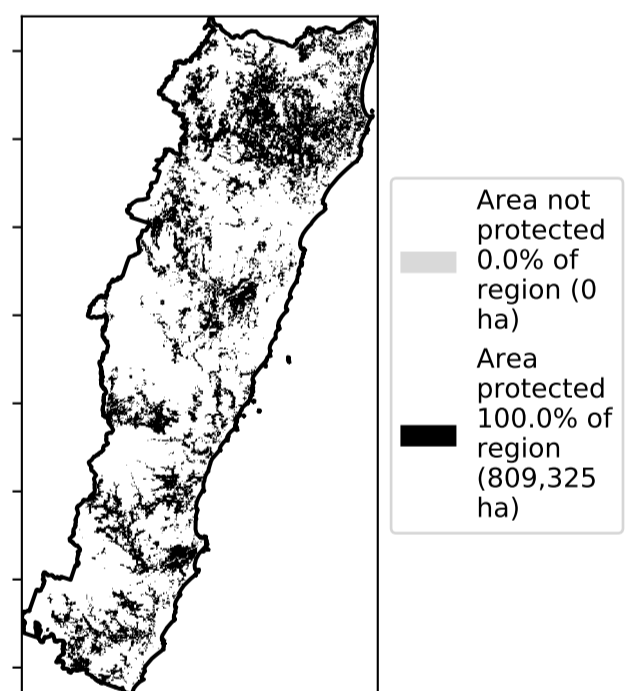 Area not
protected
0.0% of
region (0
ha)
Area
protected
100.0% of
region
(809,325
ha)